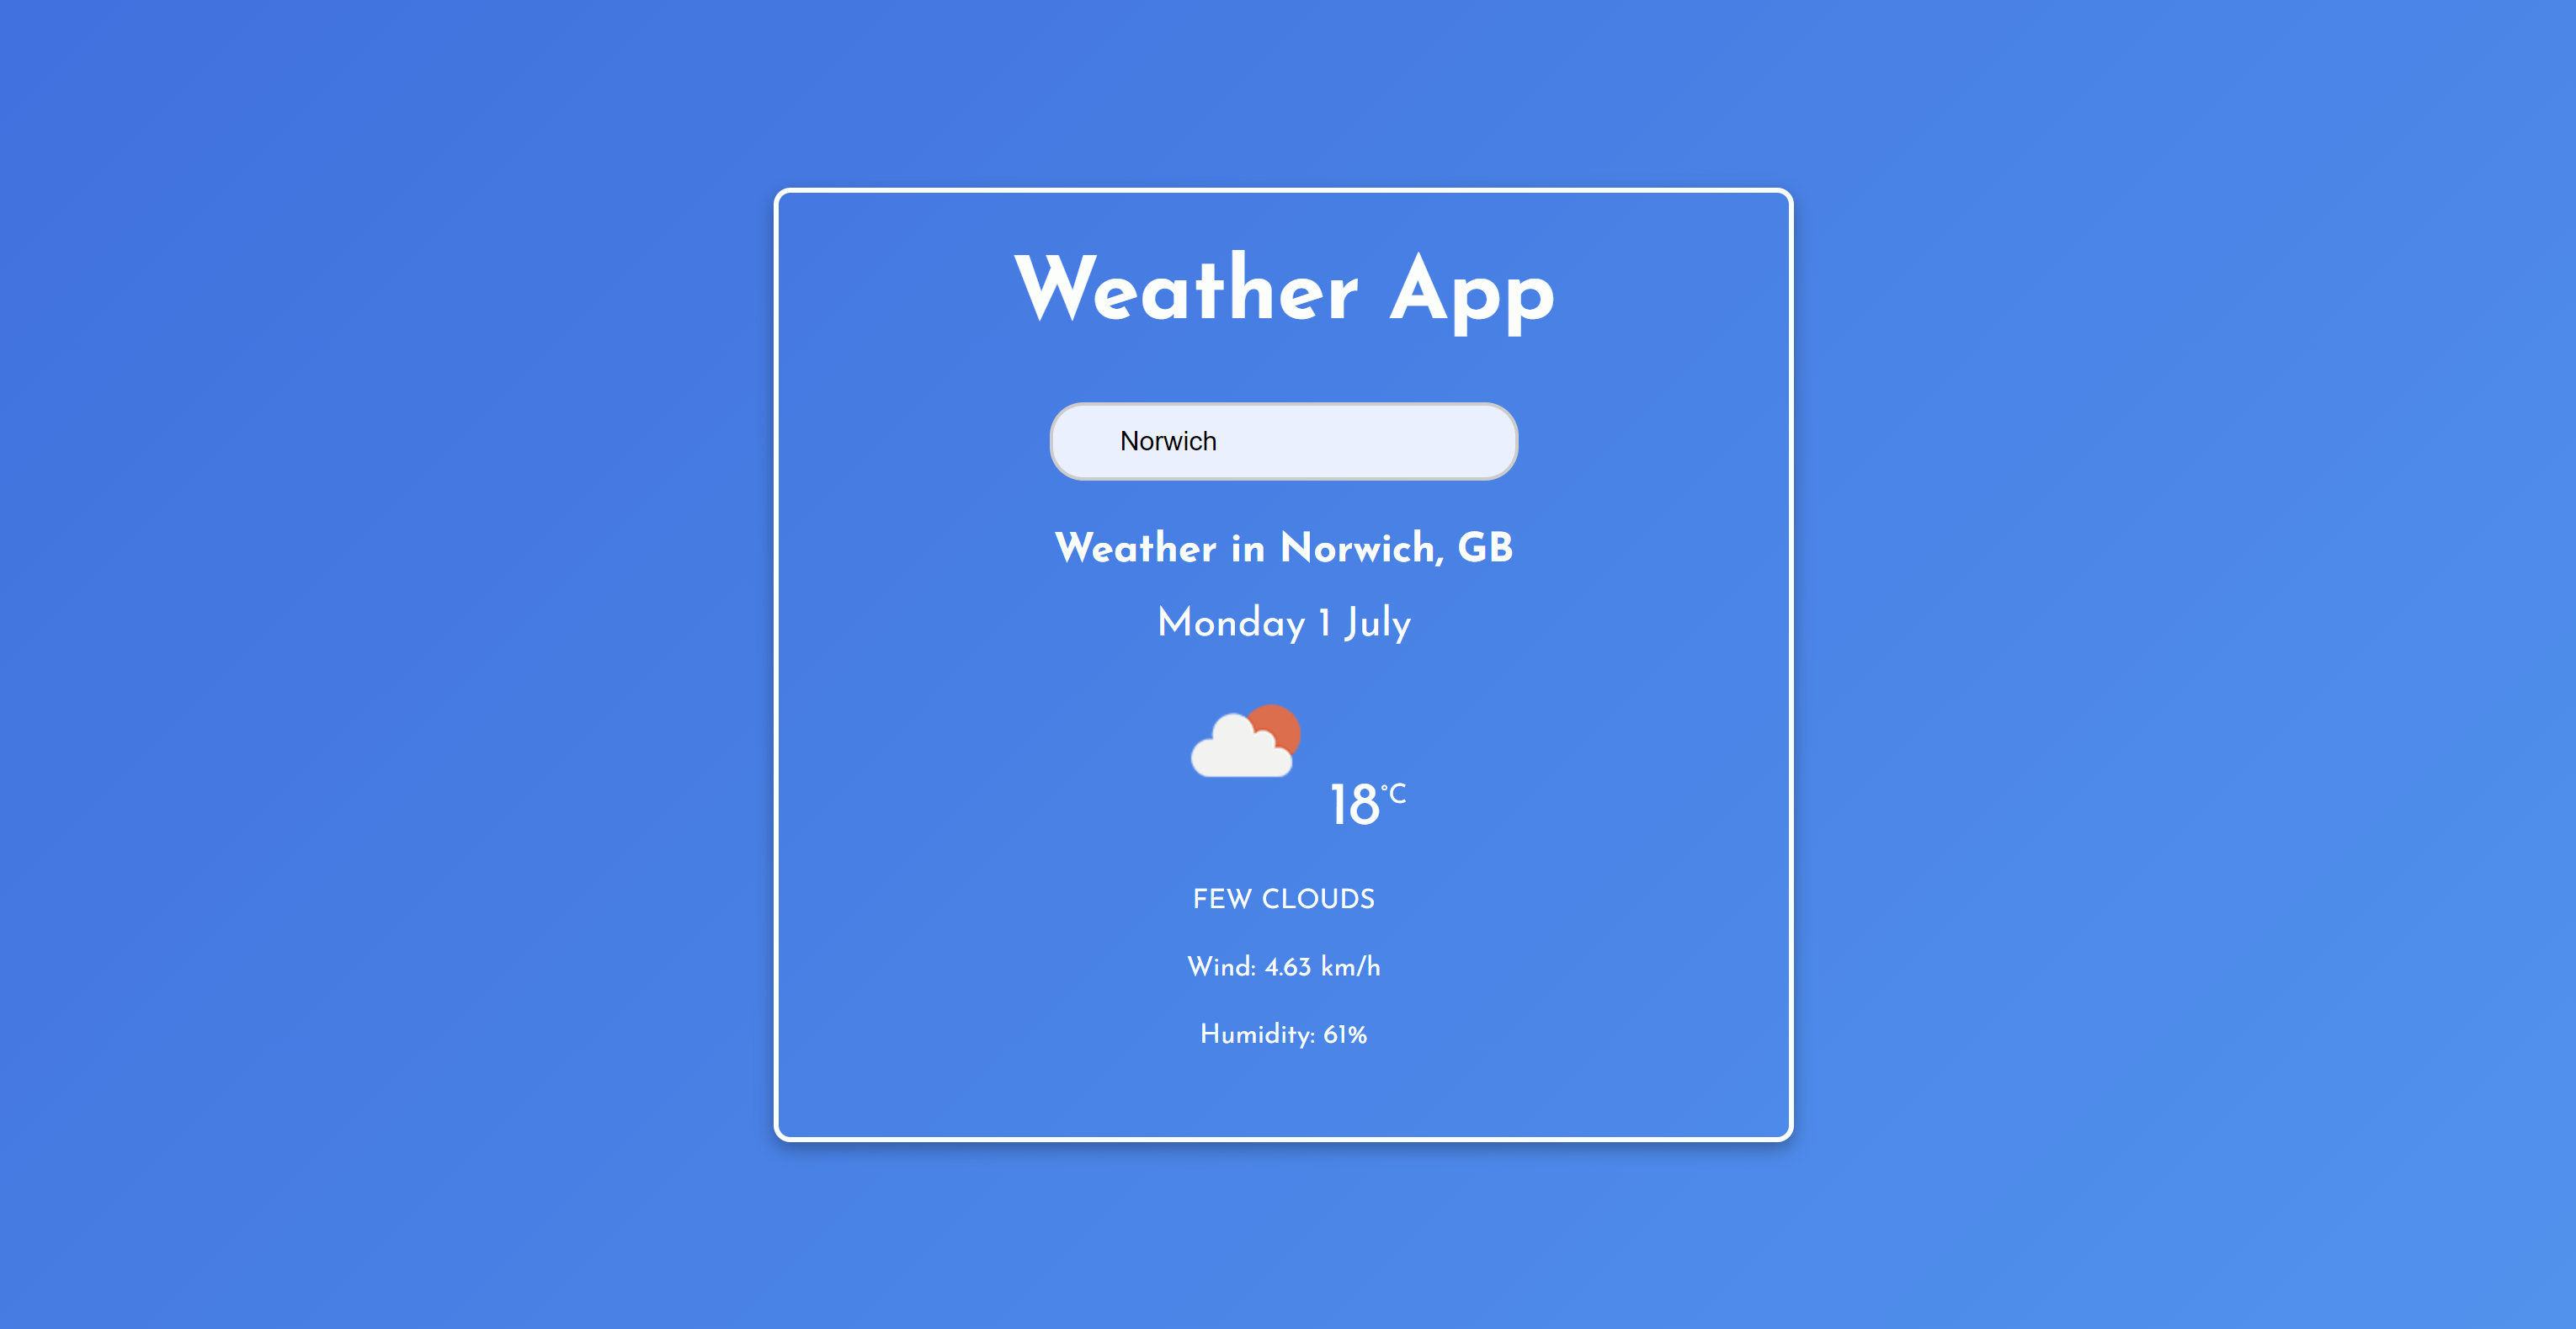 Weather App
Norwich
Weather in Norwich, GB
Monday 1 July
18°C
FEW CLOUDS
Wind: 4.63 km/h
Humidity: 61%